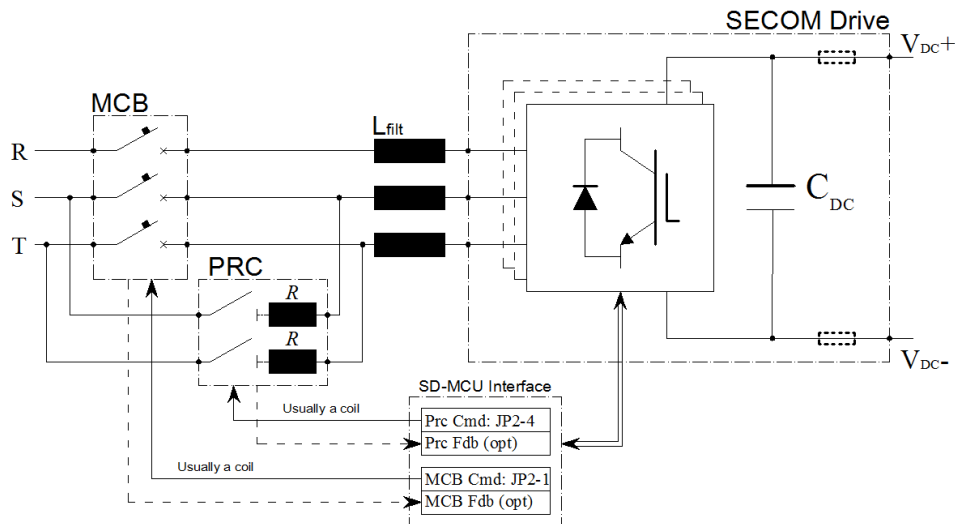 SECOM Drive
VDC+
MCB
Lfilt
R
S
CDC
T
PRC
R
R
VDC-
SD-MCU Interface
Usually a coil
Prc Cmd: JP2-4
Prc Fdb (opt)
Usually a coil
MCB Cmd: JP2-1
MCB Fdb (opt)